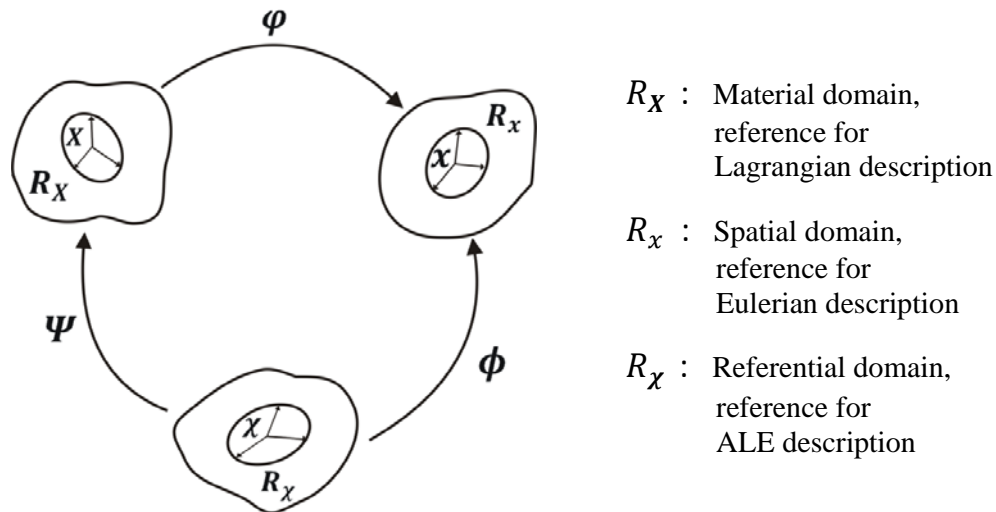 φ
X
R_X
x
R_x
Ψ
ϕ
χ
R_χ
R_X : Material domain,
reference for
Lagrangian description
R_x : Spatial domain,
reference for
Eulerian description
R_χ : Referential domain,
reference for
ALE description